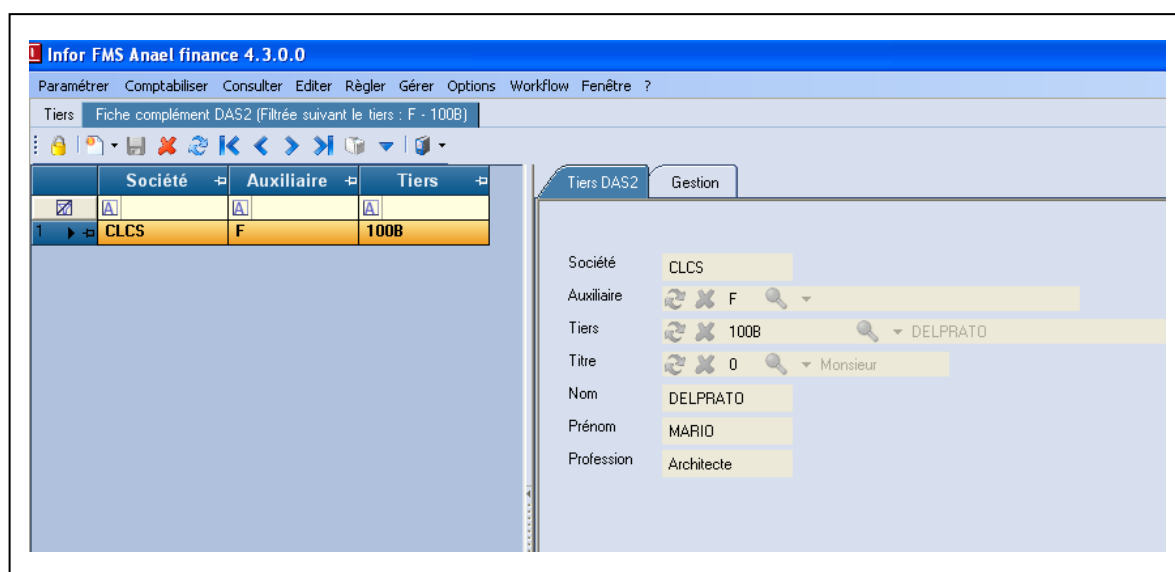 Infor FMS Anael finance 4.3.0.0
Paramétrer Comptabiliser Consulter Editer Règler Gérer Options Workflow Fenêtre ?
Tiers Fiche complément DAS2 (Filtrée suivant le tiers : F - 100B)
Société Auxiliaire Tiers
A A A
1 CLCS F 100B
Tiers DAS2 Gestion
Société CLCS
Auxiliaire F
Tiers 100B DELPRATO
Titre 0 Monsieur
Nom DELPRATO
Prénom MARIO
Profession Architecte